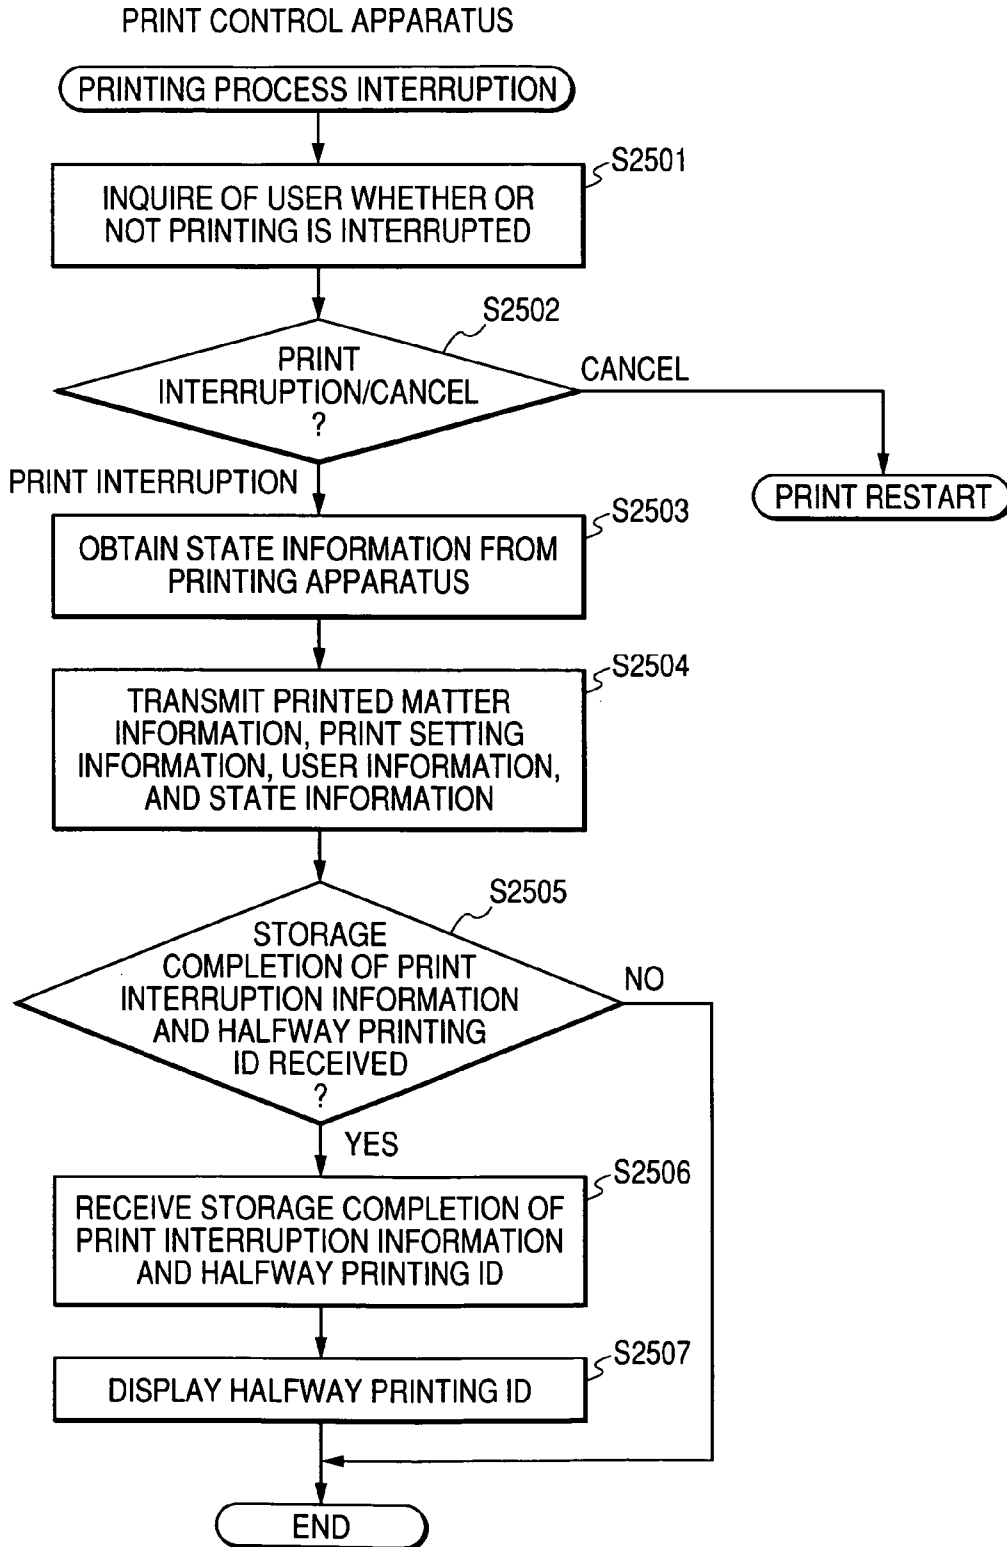 PRINT CONTROL APPARATUS
PRINTING PROCESS INTERRUPTION
S2501
INQUIRE OF USER WHETHER OR
NOT PRINTING IS INTERRUPTED
S2502
PRINT
INTERRUPTION/CANCEL
?
CANCEL
PRINT INTERRUPTION
PRINT RESTART
S2503
OBTAIN STATE INFORMATION FROM
PRINTING APPARATUS
S2504
TRANSMIT PRINTED MATTER
INFORMATION, PRINT SETTING
INFORMATION, USER INFORMATION,
AND STATE INFORMATION
S2505
STORAGE
COMPLETION OF PRINT
INTERRUPTION INFORMATION
AND HALFWAY PRINTING
ID RECEIVED
?
NO
YES
S2506
RECEIVE STORAGE COMPLETION OF
PRINT INTERRUPTION INFORMATION
AND HALFWAY PRINTING ID
S2507
DISPLAY HALFWAY PRINTING ID
END